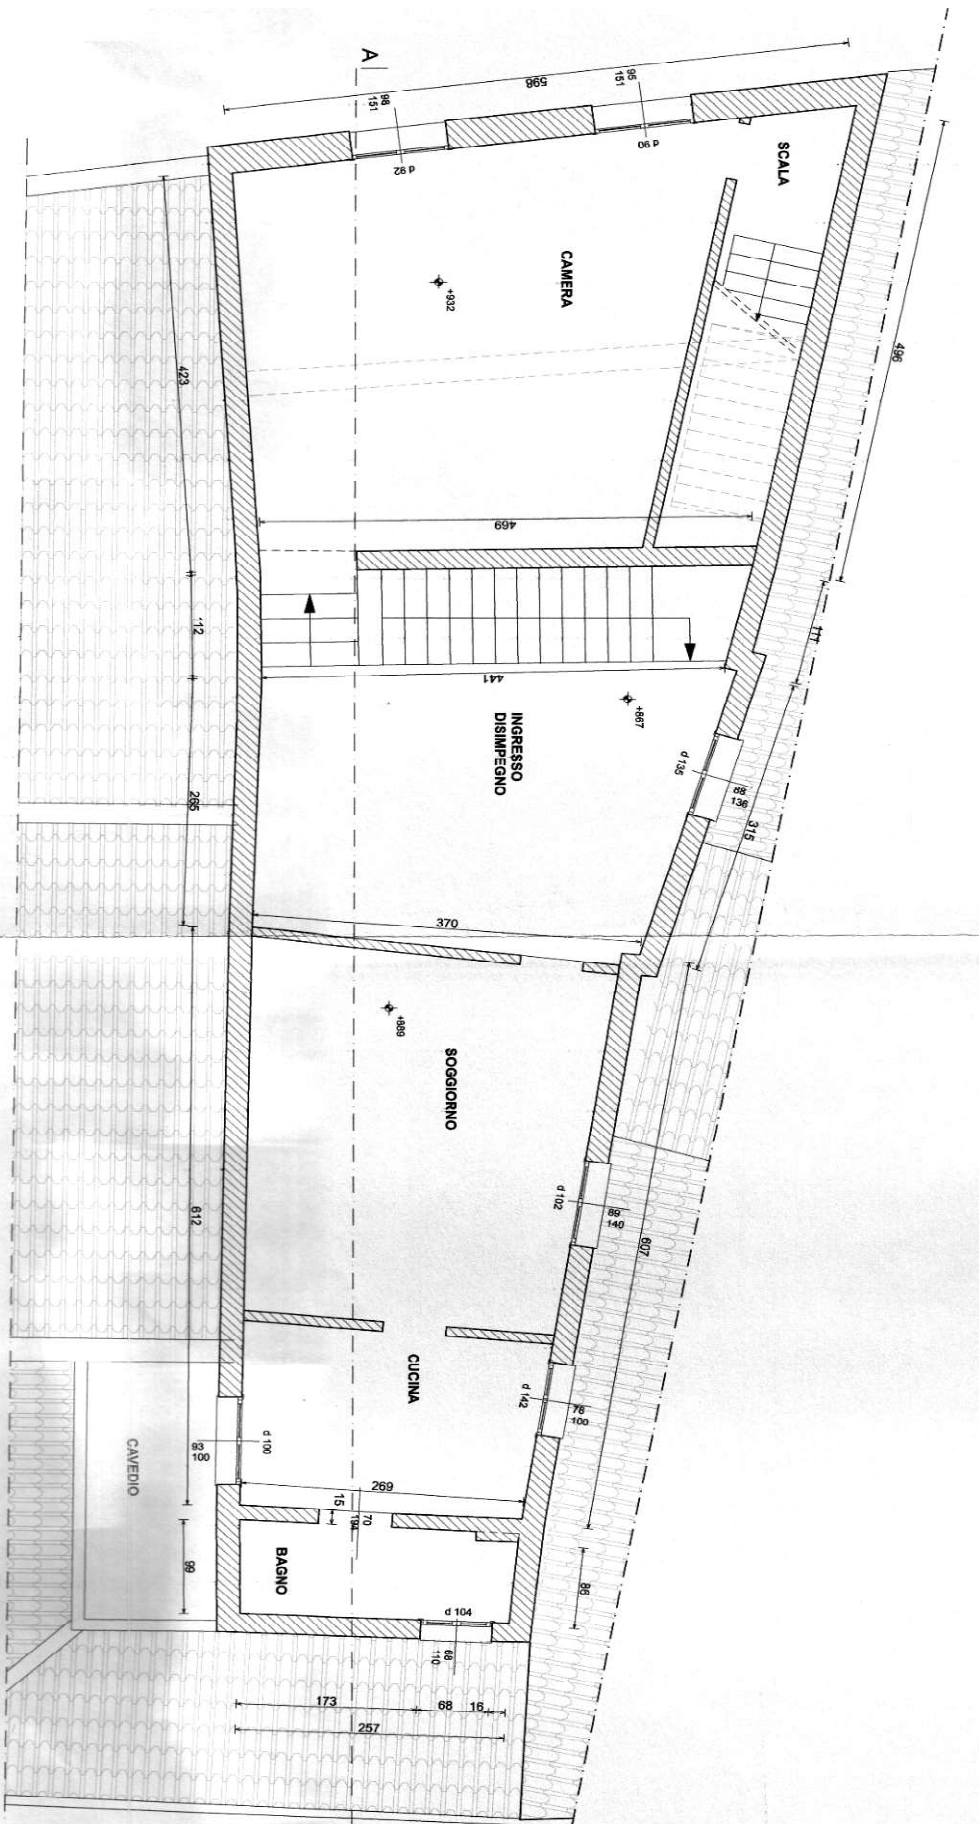 A
598
98
151
95
151
d 92
d 90
SCALA
CAMERA
+932
496
423
469
112
111
441
+867
INGRESSO
DISIMPEGNO
d 135
88
136
315
265
370
+889
SOGGIORNO
d 102
89
140
607
612
CUCINA
d 142
78
100
93
100
d 100
CAVEDIO
269
15
70
194
99
BAGNO
86
d 104
68
110
173
68
16
257